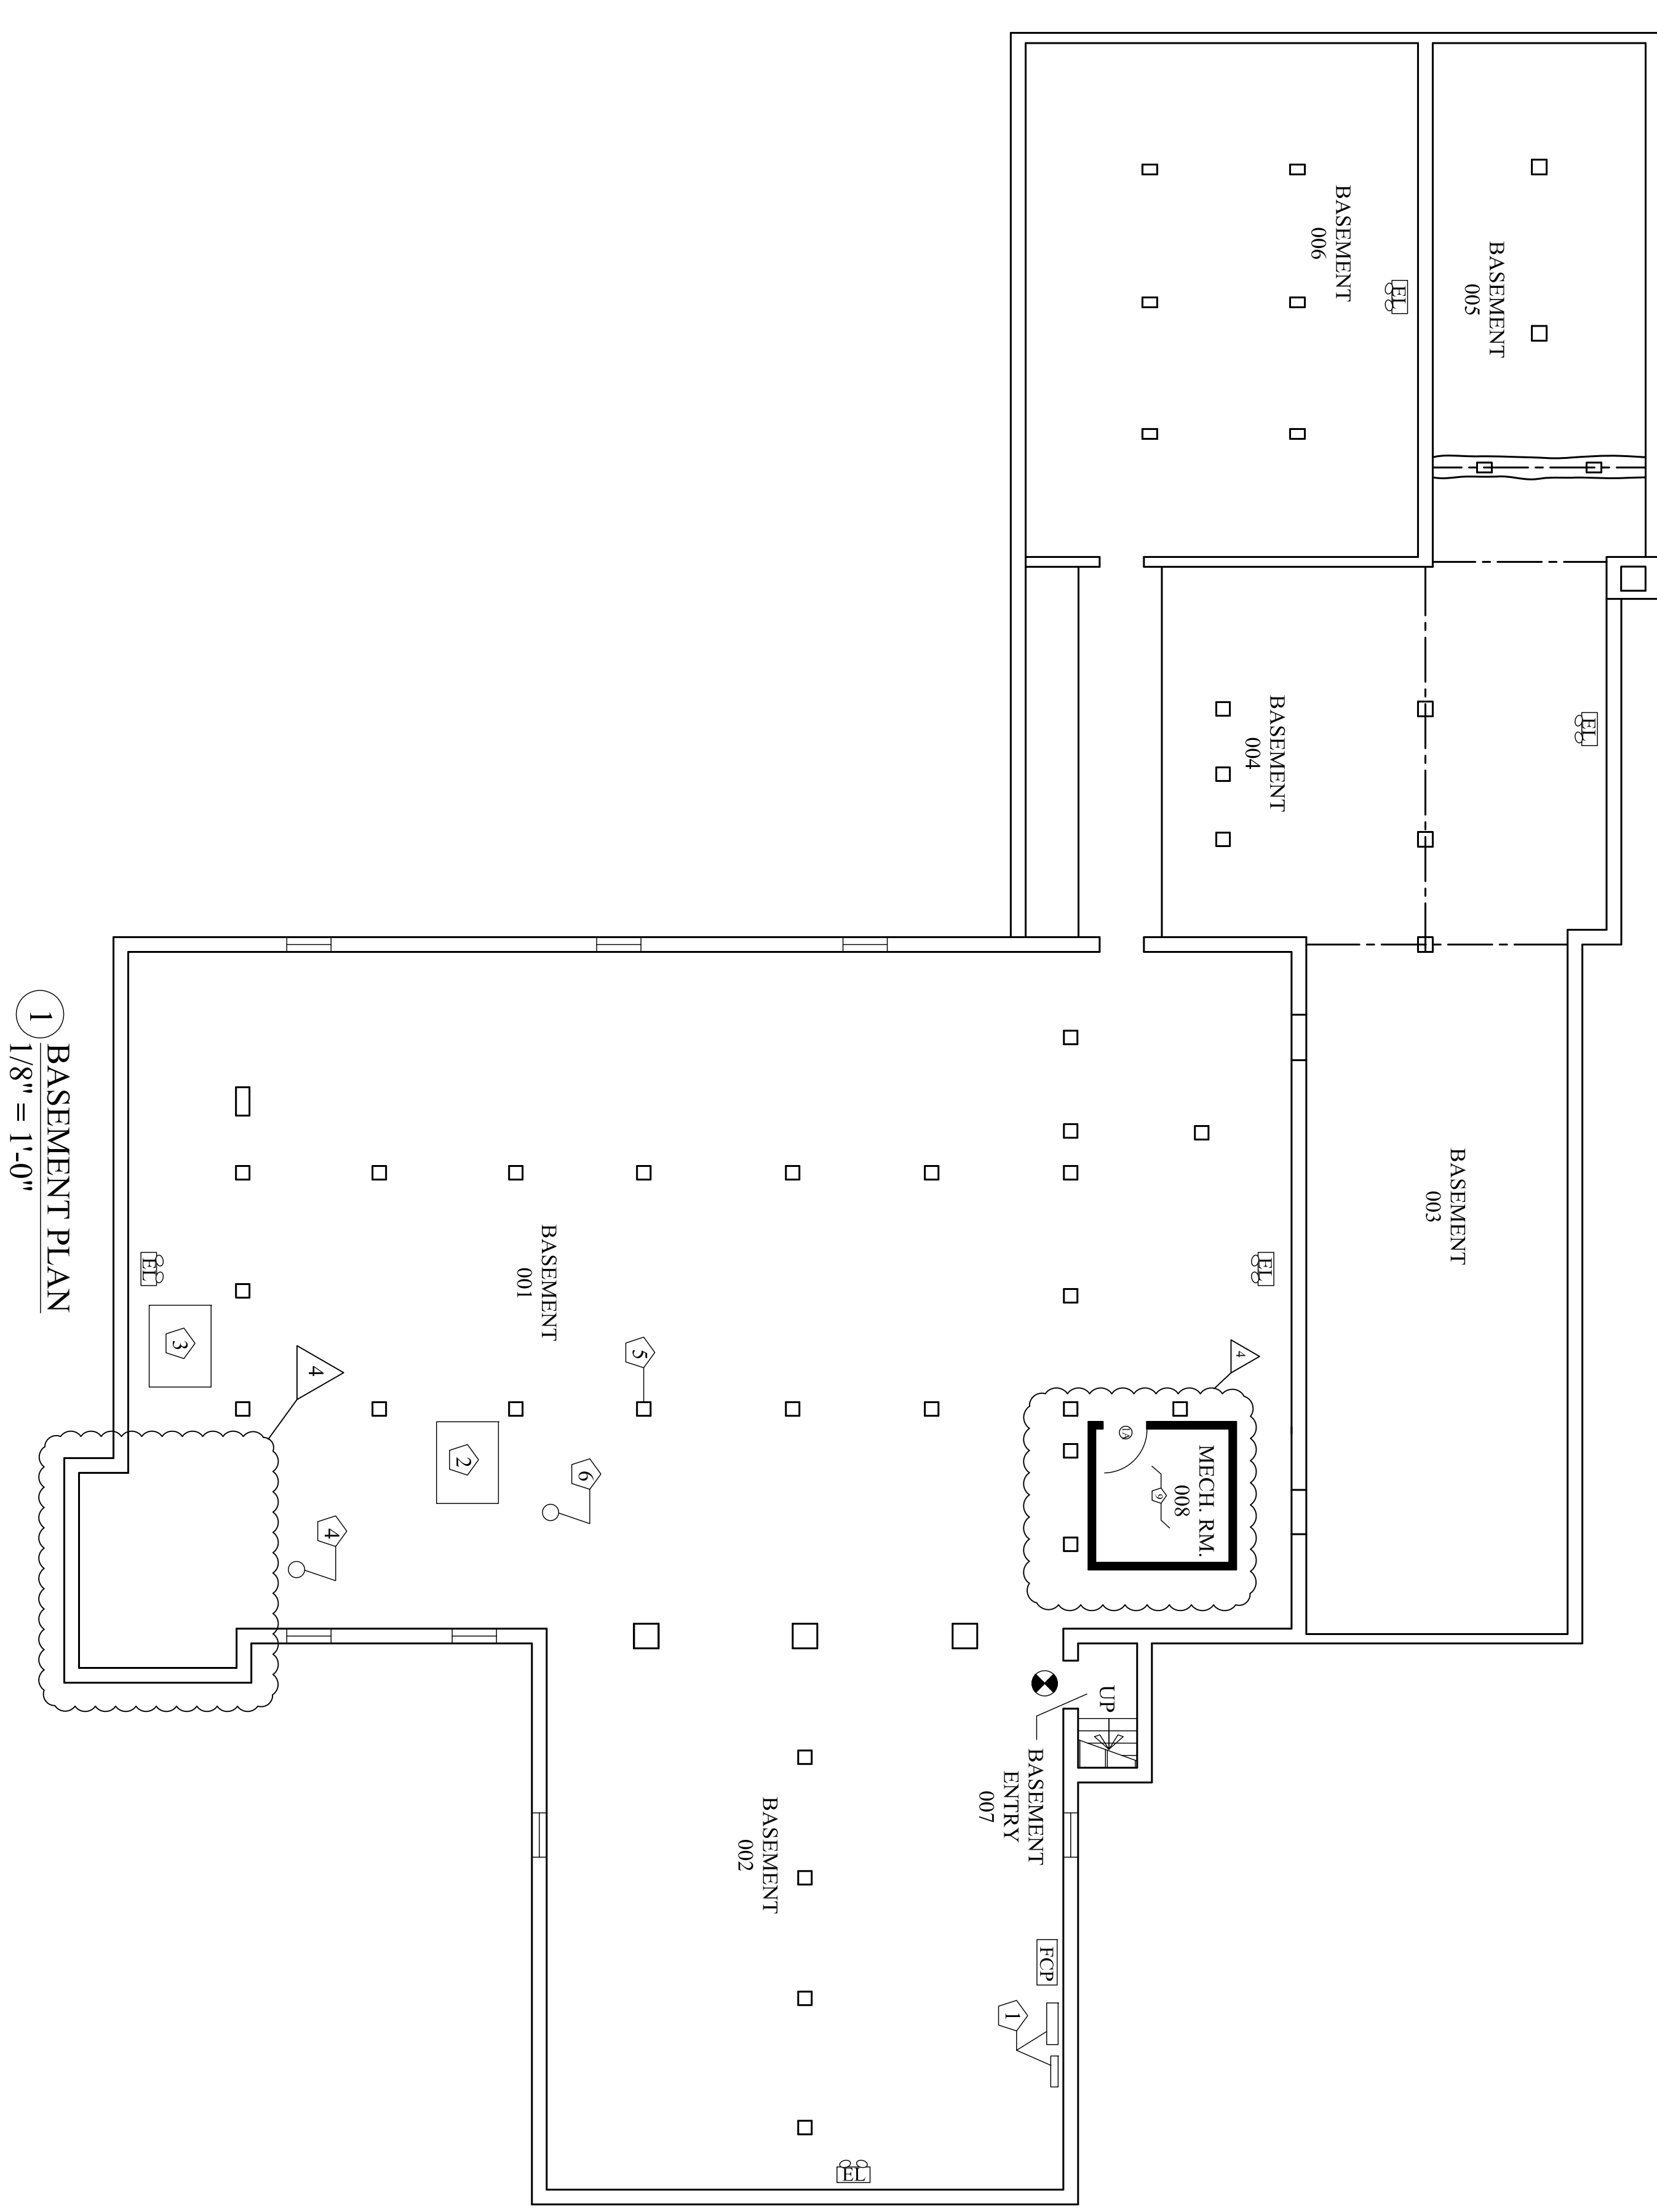 BASEMENT
005
BASEMENT
006
EL
EL
BASEMENT
004
BASEMENT
003
BASEMENT
001
EL
EL
3
4
5
2
6
4
4
MECH. RM.
008
1A
9
UP
BASEMENT
ENTRY
007
BASEMENT
002
FCP
1
EL
1
BASEMENT PLAN
1/8" = 1'-0"